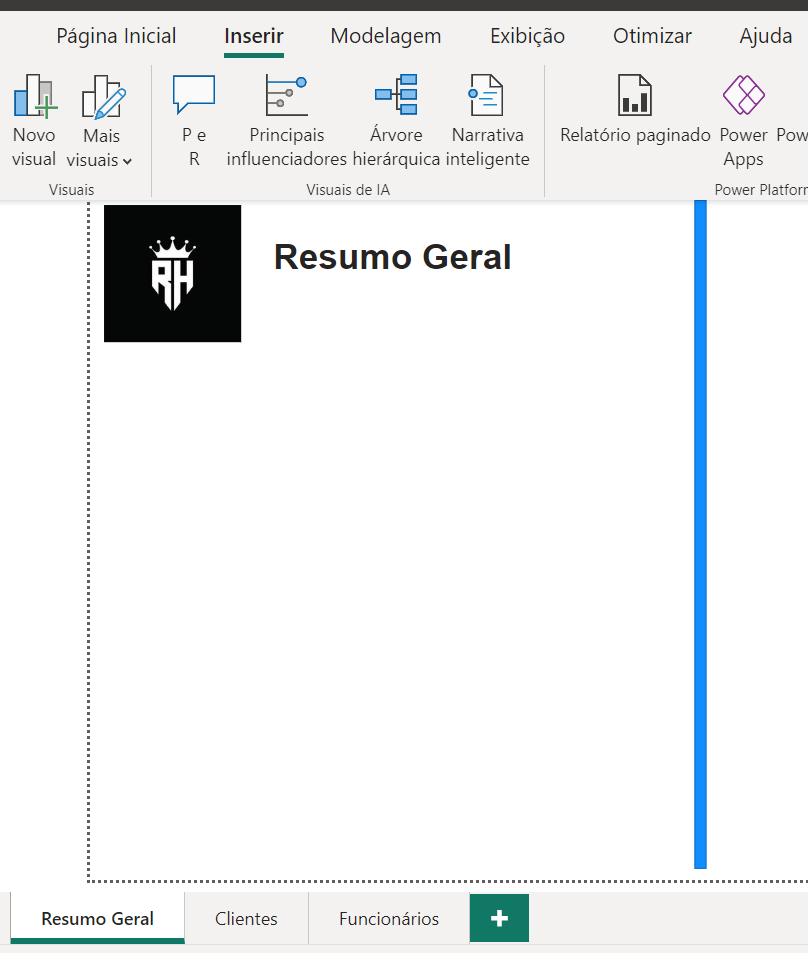 Página Inicial Inserir Modelagem Exibição Otimizar Ajuda
Novo visual
Mais visuais
P e R
Principais influenciadores
Árvore hierárquica
Narrativa inteligente
Relatório paginado
Power Apps
Pow
Visuais
Visuais de IA
Power Platfor
RH
Resumo Geral
Resumo Geral Clientes Funcionários